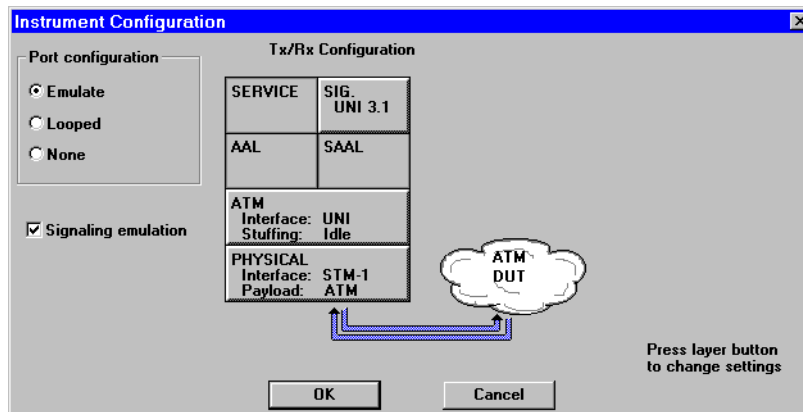 Instrument Configuration
Port configuration
Emulate
Looped
None
Signaling emulation
Tx/Rx Configuration
SERVICE
SIG.
UNI 3.1
AAL
SAAL
ATM
Interface: UNI
Stuffing: Idle
PHYSICAL
Interface: STM-1
Payload: ATM
ATM
DUT
Press layer button
to change settings
OK
Cancel